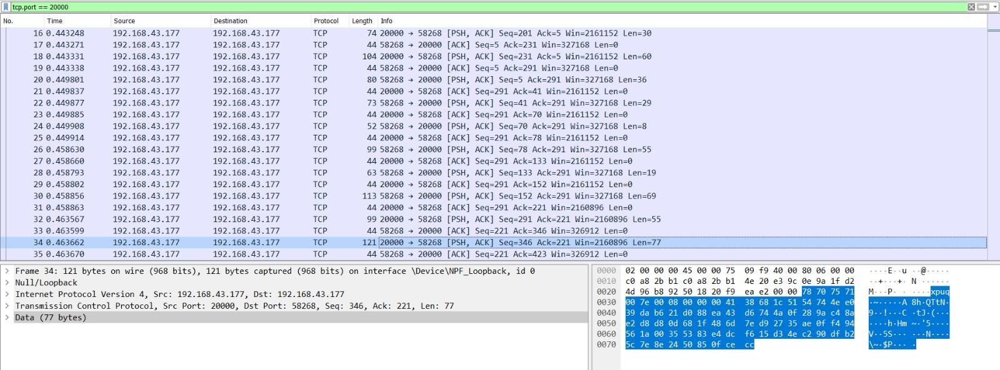 tcp.port == 20000
No. Time Source Destination Protocol Length Info
16 0.443248 192.168.43.177 192.168.43.177 TCP 74 20000 → 58268 [PSH, ACK] Seq=201 Ack=5 Win=2161152 Len=30
17 0.443271 192.168.43.177 192.168.43.177 TCP 44 58268 → 20000 [ACK] Seq=5 Ack=231 Win=327168 Len=0
18 0.443331 192.168.43.177 192.168.43.177 TCP 104 20000 → 58268 [PSH, ACK] Seq=231 Ack=5 Win=2161152 Len=60
19 0.443338 192.168.43.177 192.168.43.177 TCP 44 58268 → 20000 [ACK] Seq=5 Ack=291 Win=327168 Len=0
20 0.449801 192.168.43.177 192.168.43.177 TCP 80 58268 → 20000 [PSH, ACK] Seq=5 Ack=291 Win=327168 Len=36
21 0.449837 192.168.43.177 192.168.43.177 TCP 44 20000 → 58268 [ACK] Seq=291 Ack=41 Win=2161152 Len=0
22 0.449877 192.168.43.177 192.168.43.177 TCP 73 58268 → 20000 [PSH, ACK] Seq=41 Ack=291 Win=327168 Len=29
23 0.449885 192.168.43.177 192.168.43.177 TCP 44 20000 → 58268 [ACK] Seq=291 Ack=70 Win=2161152 Len=0
24 0.449908 192.168.43.177 192.168.43.177 TCP 52 58268 → 20000 [PSH, ACK] Seq=70 Ack=291 Win=327168 Len=8
25 0.449914 192.168.43.177 192.168.43.177 TCP 44 20000 → 58268 [ACK] Seq=291 Ack=78 Win=2161152 Len=0
26 0.458630 192.168.43.177 192.168.43.177 TCP 99 58268 → 20000 [PSH, ACK] Seq=78 Ack=291 Win=327168 Len=55
27 0.458660 192.168.43.177 192.168.43.177 TCP 44 20000 → 58268 [ACK] Seq=291 Ack=133 Win=2161152 Len=0
28 0.458793 192.168.43.177 192.168.43.177 TCP 63 58268 → 20000 [PSH, ACK] Seq=133 Ack=291 Win=327168 Len=19
29 0.458802 192.168.43.177 192.168.43.177 TCP 44 20000 → 58268 [ACK] Seq=291 Ack=152 Win=2161152 Len=0
30 0.458856 192.168.43.177 192.168.43.177 TCP 113 58268 → 20000 [PSH, ACK] Seq=152 Ack=291 Win=327168 Len=69
31 0.458863 192.168.43.177 192.168.43.177 TCP 44 20000 → 58268 [ACK] Seq=291 Ack=221 Win=2160896 Len=0
32 0.463567 192.168.43.177 192.168.43.177 TCP 99 20000 → 58268 [PSH, ACK] Seq=291 Ack=221 Win=2160896 Len=55
33 0.463599 192.168.43.177 192.168.43.177 TCP 44 58268 → 20000 [ACK] Seq=221 Ack=346 Win=326912 Len=0
34 0.463662 192.168.43.177 192.168.43.177 TCP 121 20000 → 58268 [PSH, ACK] Seq=346 Ack=221 Win=2160896 Len=77
35 0.463670 192.168.43.177 192.168.43.177 TCP 44 58268 → 20000 [ACK] Seq=221 Ack=423 Win=326912 Len=0
Frame 34: 121 bytes on wire (968 bits), 121 bytes captured (968 bits) on interface \Device\NPF_Loopback, id 0
Null/Loopback
Internet Protocol Version 4, Src: 192.168.43.177, Dst: 192.168.43.177
Transmission Control Protocol, Src Port: 20000, Dst Port: 58268, Seq: 346, Ack: 221, Len: 77
Data (77 bytes)
0000 02 00 00 00 45 00 00 75 09 f9 40 00 80 06 00 00 ····E··u ··@·····
0010 c0 a8 2b b1 c0 a8 2b b1 4e 20 e3 9c 0e 9a 1f d2 ··+···+· N ······
0020 4d 96 b8 92 50 18 20 f9 ea e2 00 00 78 70 75 71 M···P· · ····xpuq
0030 00 7e 00 08 00 00 00 41 38 68 1c 51 54 74 4e e0 ·~·····A 8h·QTtN·
0040 39 da b6 21 d0 88 ea 43 d6 74 4a 0f 28 9a c4 8a 9··!···C ·tJ·(···
0050 e2 d8 d8 0d 68 1f 48 6d 7e d9 27 35 ae 0f f4 94 ····h·Hm ~·'5····
0060 56 1a 00 35 53 83 e4 dc f6 15 d3 4e c2 90 df b2 V··5S··· ···N····
0070 5c 7e 8e 24 50 85 0f ce cc \~·$P··· ·